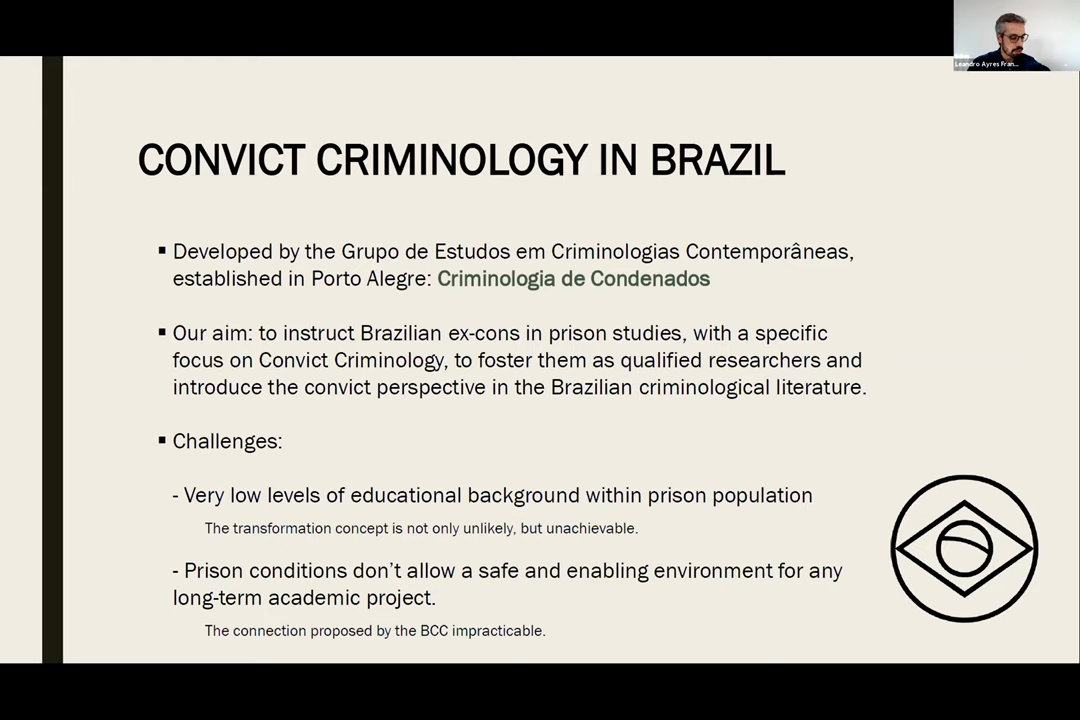 Leandro Ayres Fran...
CONVICT CRIMINOLOGY IN BRAZIL
▪ Developed by the Grupo de Estudos em Criminologias Contemporâneas,
established in Porto Alegre: Criminologia de Condenados
▪ Our aim: to instruct Brazilian ex-cons in prison studies, with a specific
focus on Convict Criminology, to foster them as qualified researchers and
introduce the convict perspective in the Brazilian criminological literature.
▪ Challenges:
- Very low levels of educational background within prison population
The transformation concept is not only unlikely, but unachievable.
- Prison conditions don’t allow a safe and enabling environment for any
long-term academic project.
The connection proposed by the BCC impracticable.